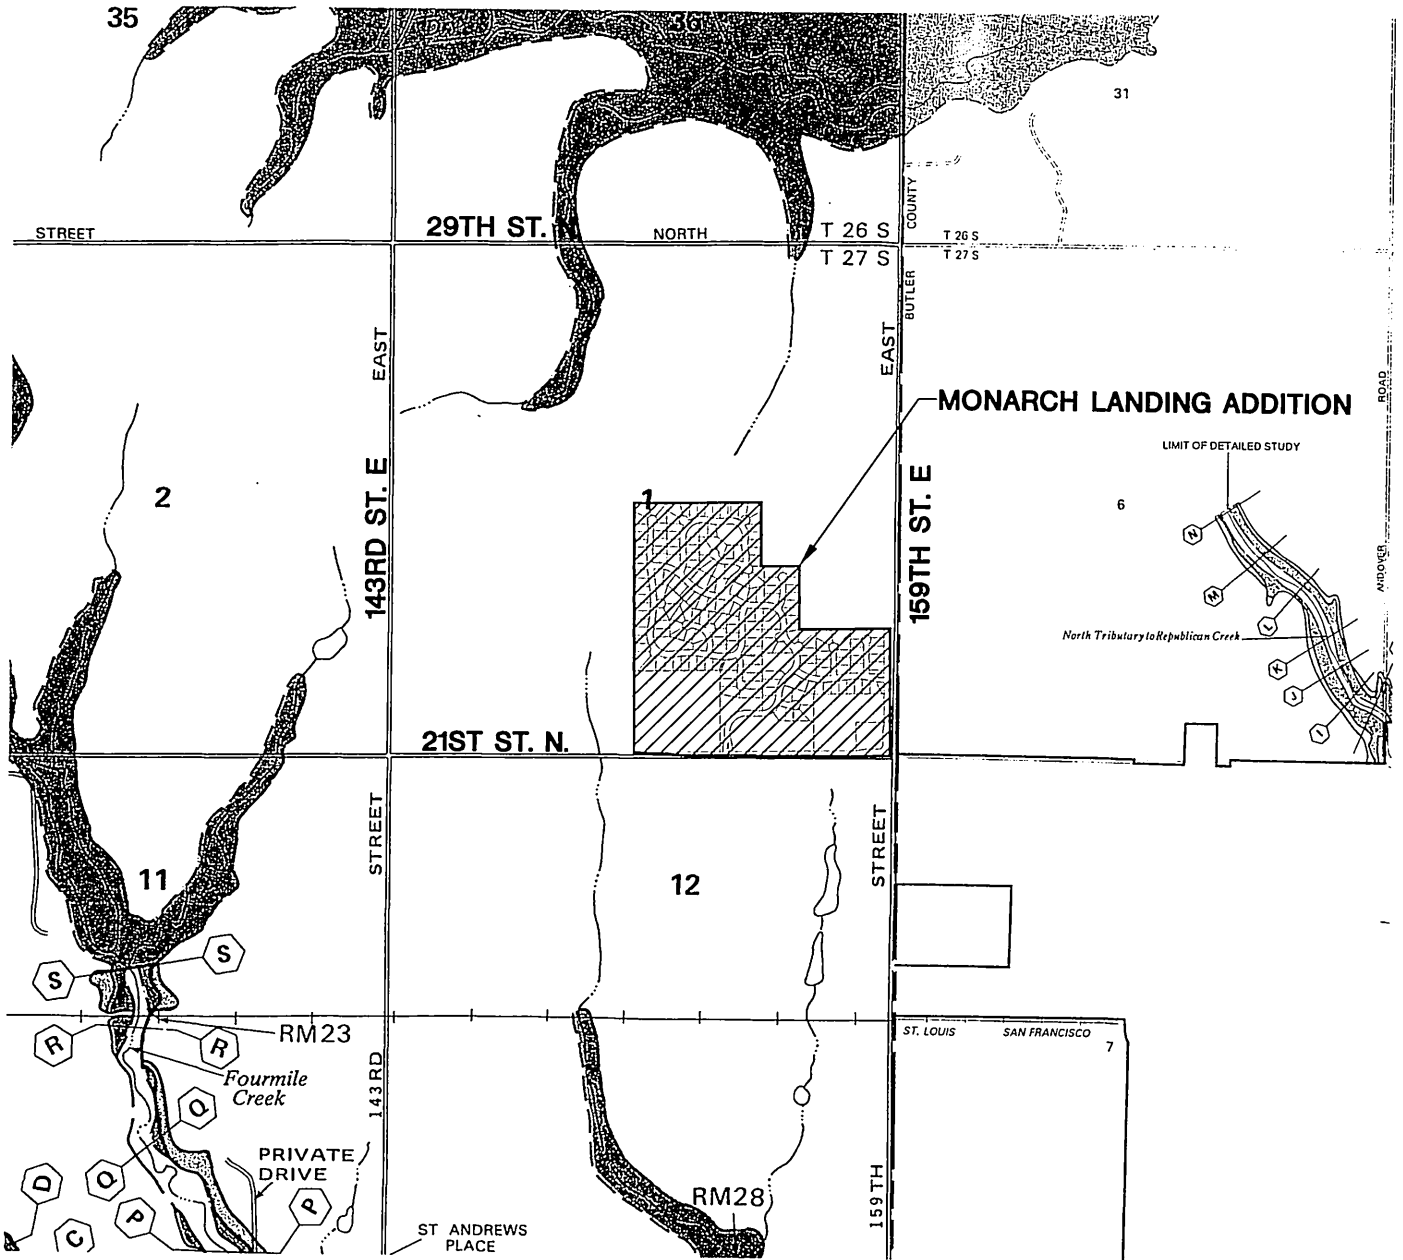 35
36
31
29TH ST. N
STREET
NORTH
T 26 S
T 27 S
T 26 S
T 27 S
COUNTY
BUTLER
EAST
EAST
ROAD
MONARCH LANDING ADDITION
LIMIT OF DETAILED STUDY
2
1
6
143RD ST. E
159TH ST. E
ANDOVER
N
M
L
North Tributary to Republican Creek
K
J
I
21ST ST. N.
STREET
STREET
11
12
S
S
RM23
R
R
ST. LOUIS
SAN FRANCISCO
7
Fourmile
Creek
143RD
Q
Q
PRIVATE
DRIVE
D
P
P
C
RM28
159TH
ST ANDREWS
PLACE